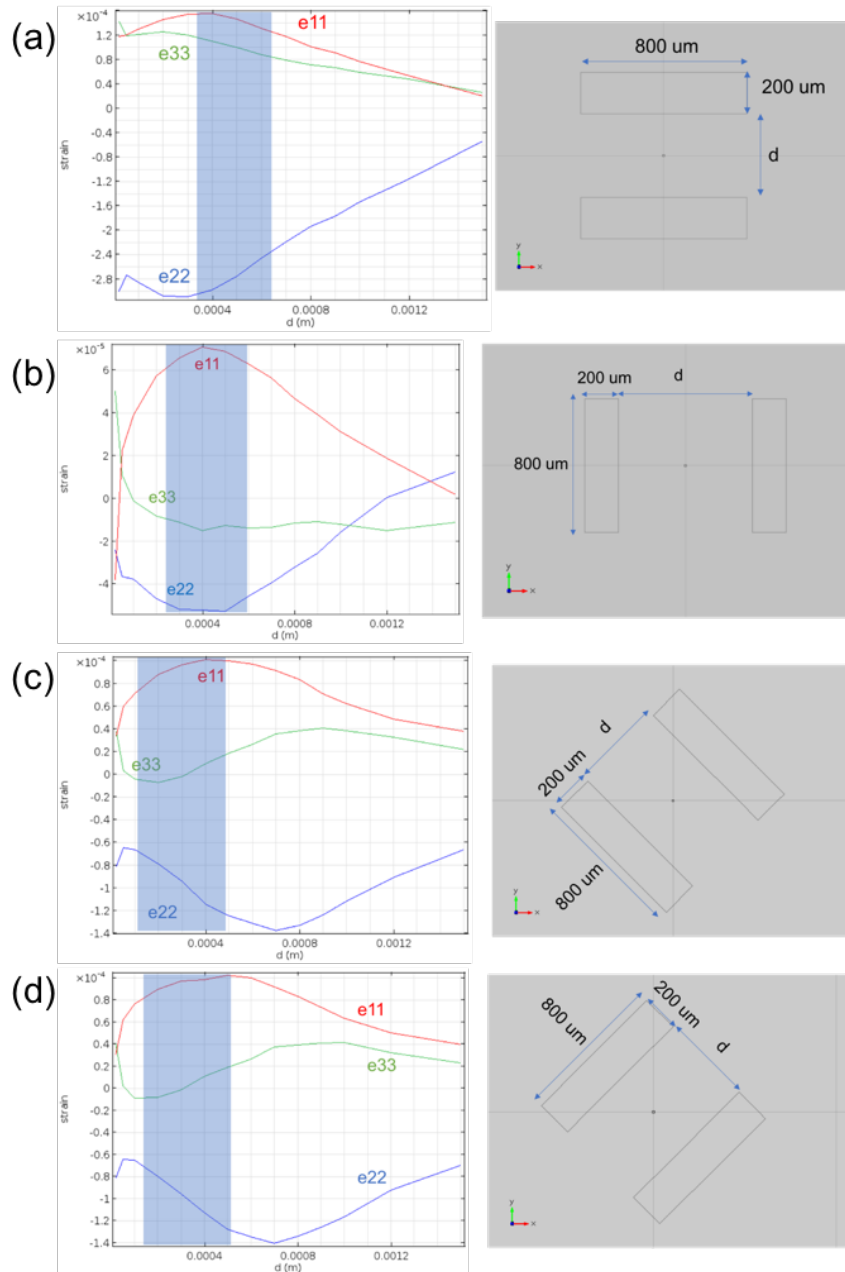 (a)
×10⁻⁴
1.2
0.8
0.4
0
-0.4
-0.8
-1.2
-1.6
-2
-2.4
-2.8
strain
e11
e33
e22
0.0004
0.0008
0.0012
d (m)
800 um
200 um
d
y
x
(b)
×10⁻⁵
6
4
2
0
-2
-4
strain
e11
e33
e22
0.0004
0.0008
0.0012
d (m)
200 um
d
800 um
y
x
(c)
×10⁻⁴
1
0.8
0.6
0.4
0.2
0
-0.2
-0.4
-0.6
-0.8
-1
-1.2
-1.4
strain
e11
e33
e22
0.0004
0.0008
0.0012
d (m)
d
200 um
800 um
y
x
(d)
×10⁻⁴
1
0.8
0.6
0.4
0.2
0
-0.2
-0.4
-0.6
-0.8
-1
-1.2
-1.4
strain
e11
e33
e22
0.0004
0.0008
0.0012
d (m)
200 um
800 um
d
y
x